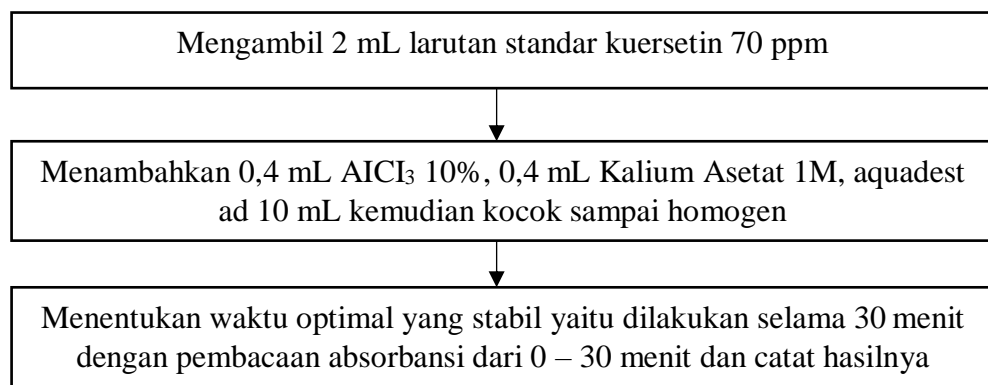 Mengambil 2 mL larutan standar kuersetin 70 ppm
Menambahkan 0,4 mL AICI₃ 10%, 0,4 mL Kalium Asetat 1M, aquadest
ad 10 mL kemudian kocok sampai homogen
Menentukan waktu optimal yang stabil yaitu dilakukan selama 30 menit
dengan pembacaan absorbansi dari 0 – 30 menit dan catat hasilnya